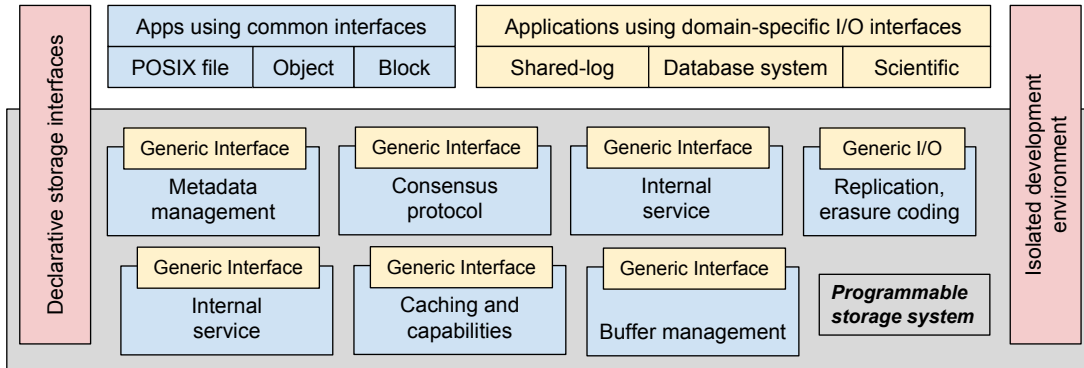 Declarative storage interfaces
Apps using common interfaces
POSIX file
Object
Block
Applications using domain-specific I/O interfaces
Shared-log
Database system
Scientific
Isolated development
environment
Generic Interface
Metadata
management
Generic Interface
Consensus
protocol
Generic Interface
Internal
service
Generic I/O
Replication,
erasure coding
Generic Interface
Internal
service
Generic Interface
Caching and
capabilities
Generic Interface
Buffer management
Programmable
storage system